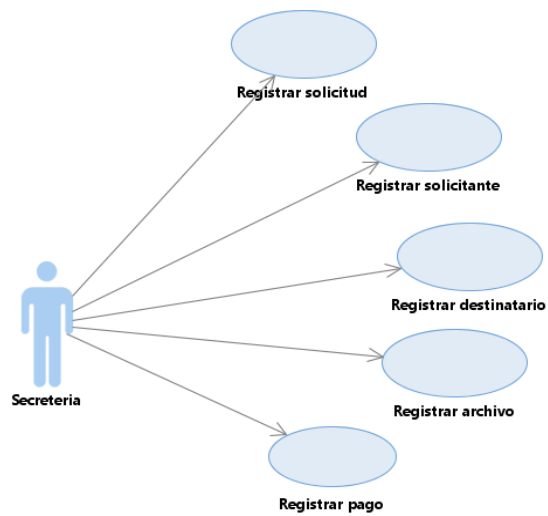 Registrar solicitud
Registrar solicitante
Registrar destinatario
Secreteria
Registrar archivo
Registrar pago